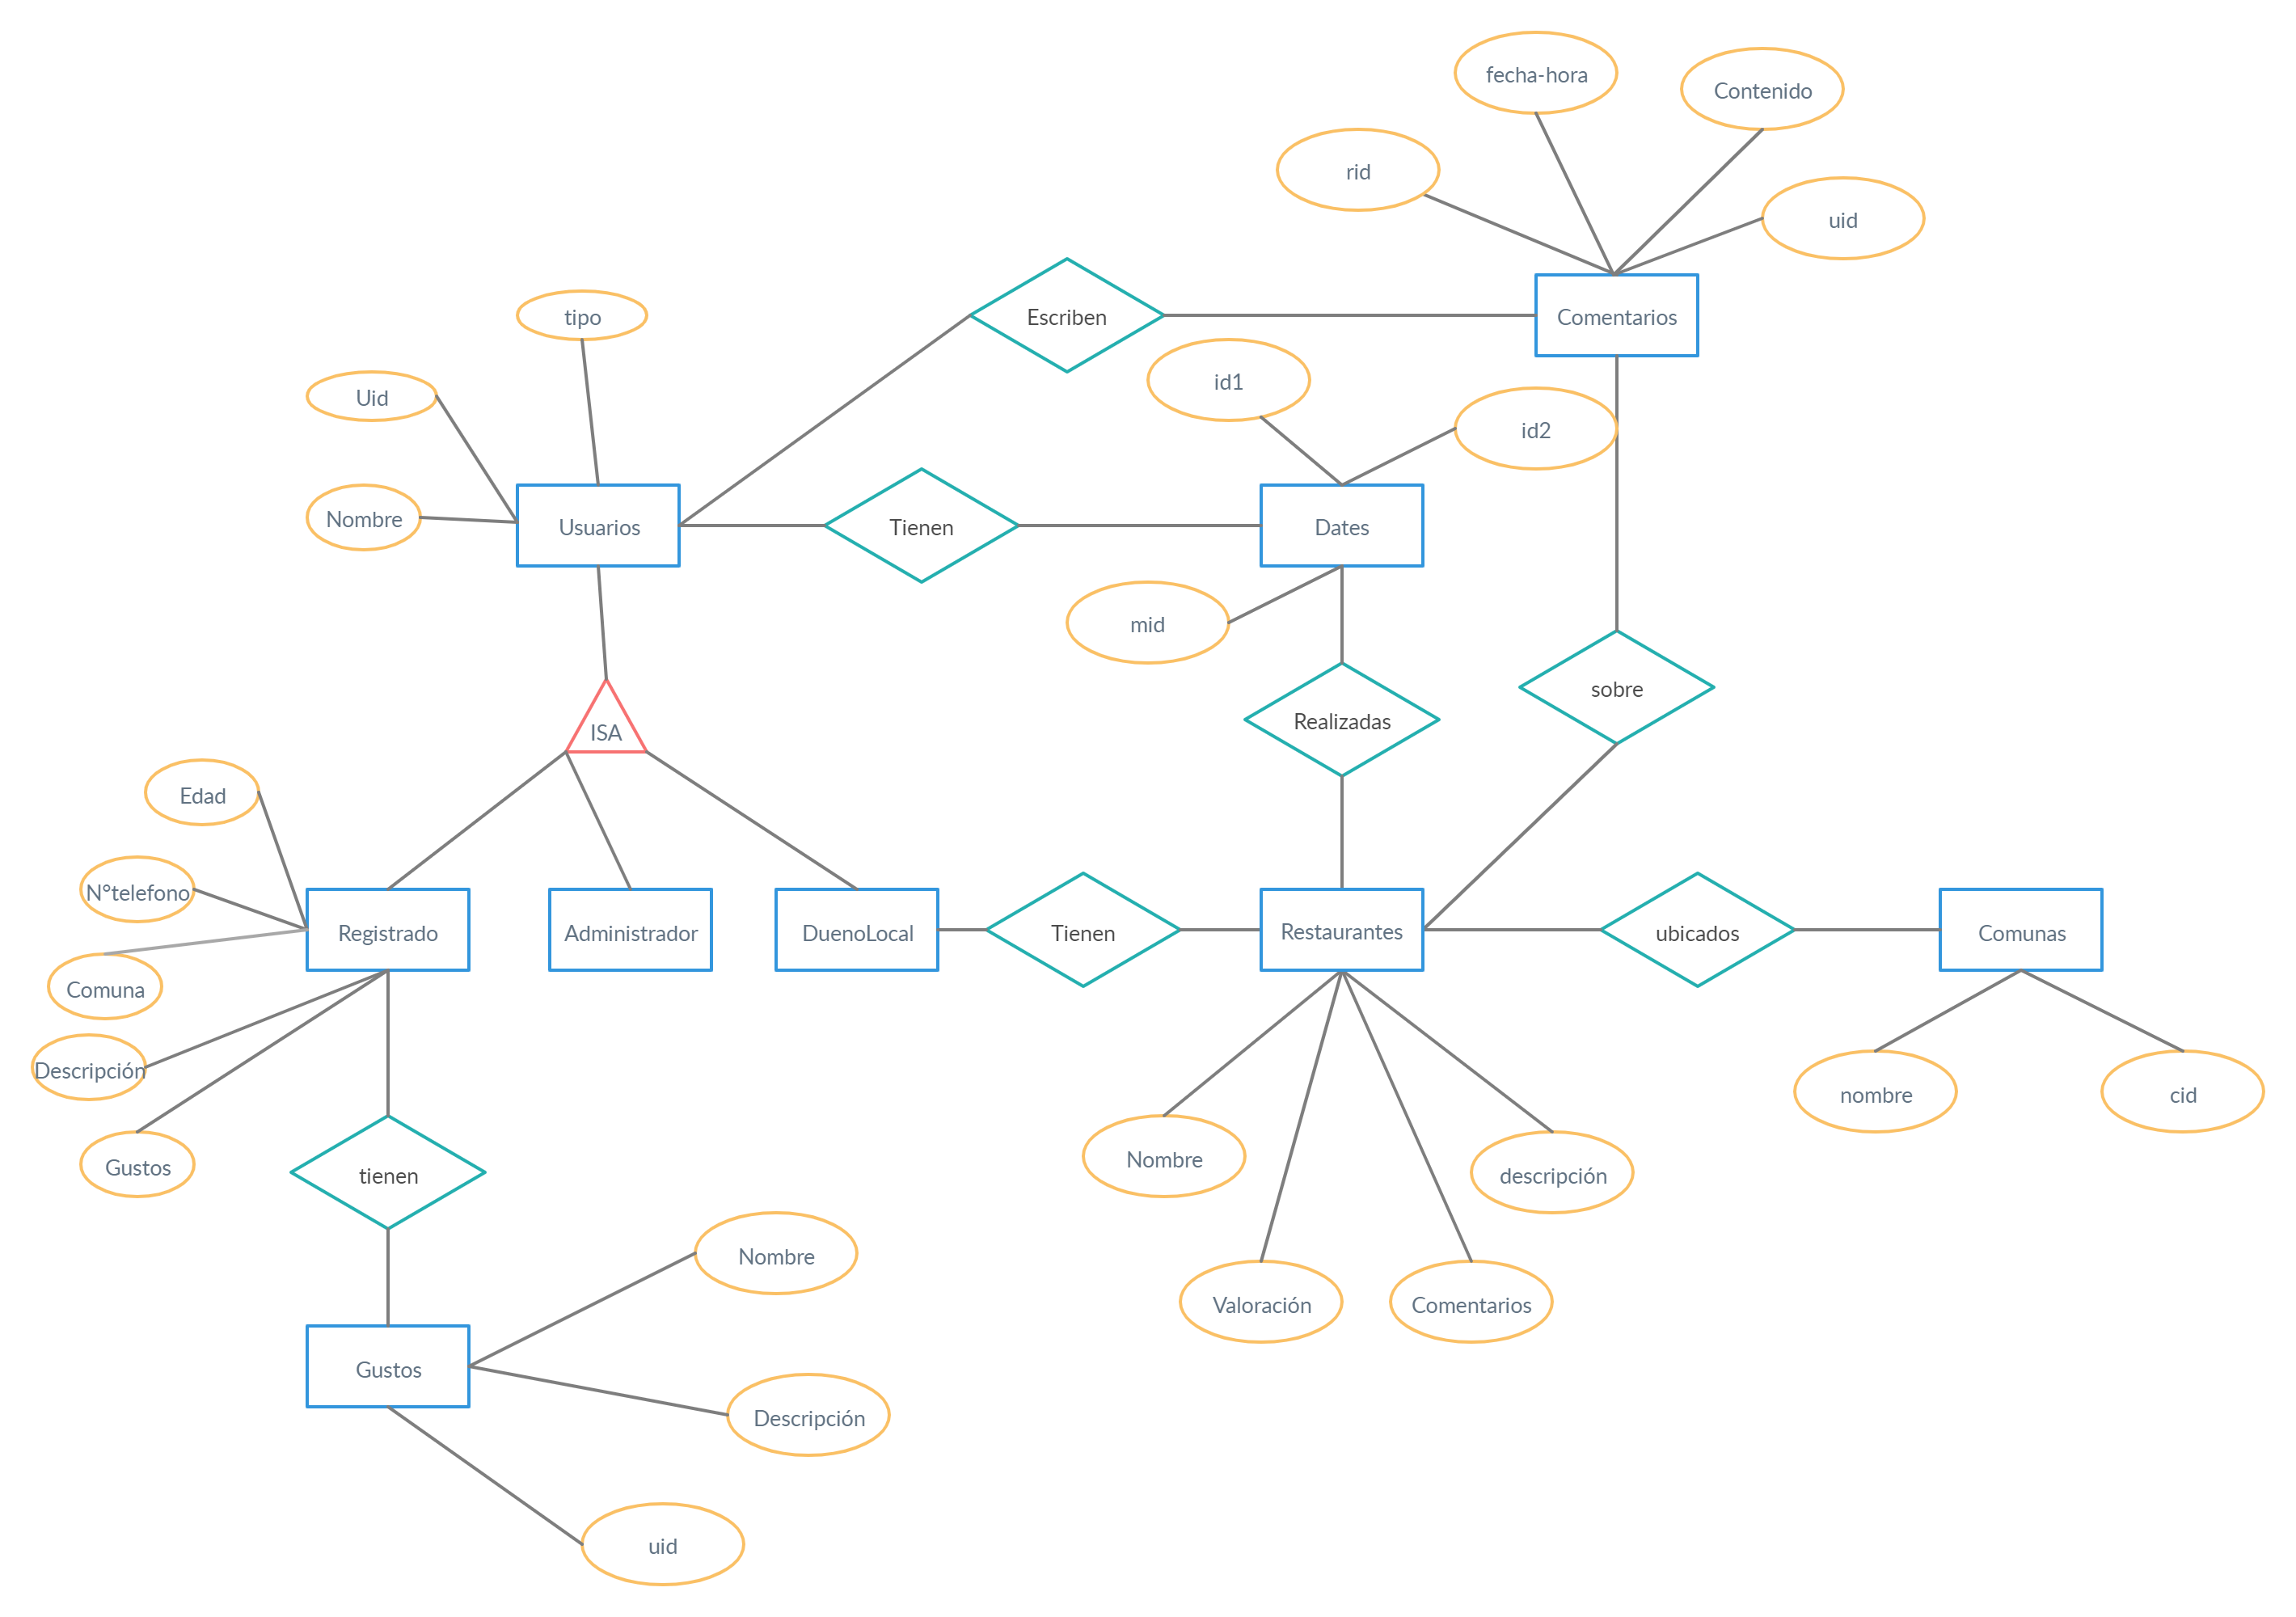 fecha-hora
Contenido
rid
uid
tipo
Escriben
Comentarios
Uid
id1
id2
Nombre
Usuarios
Tienen
Dates
mid
ISA
Realizadas
sobre
Edad
N°telefono
Registrado
Administrador
DuenoLocal
Tienen
Restaurantes
ubicados
Comunas
Comuna
Descripción
Gustos
tienen
Nombre
descripción
nombre
cid
Nombre
Valoración
Comentarios
Gustos
Descripción
uid